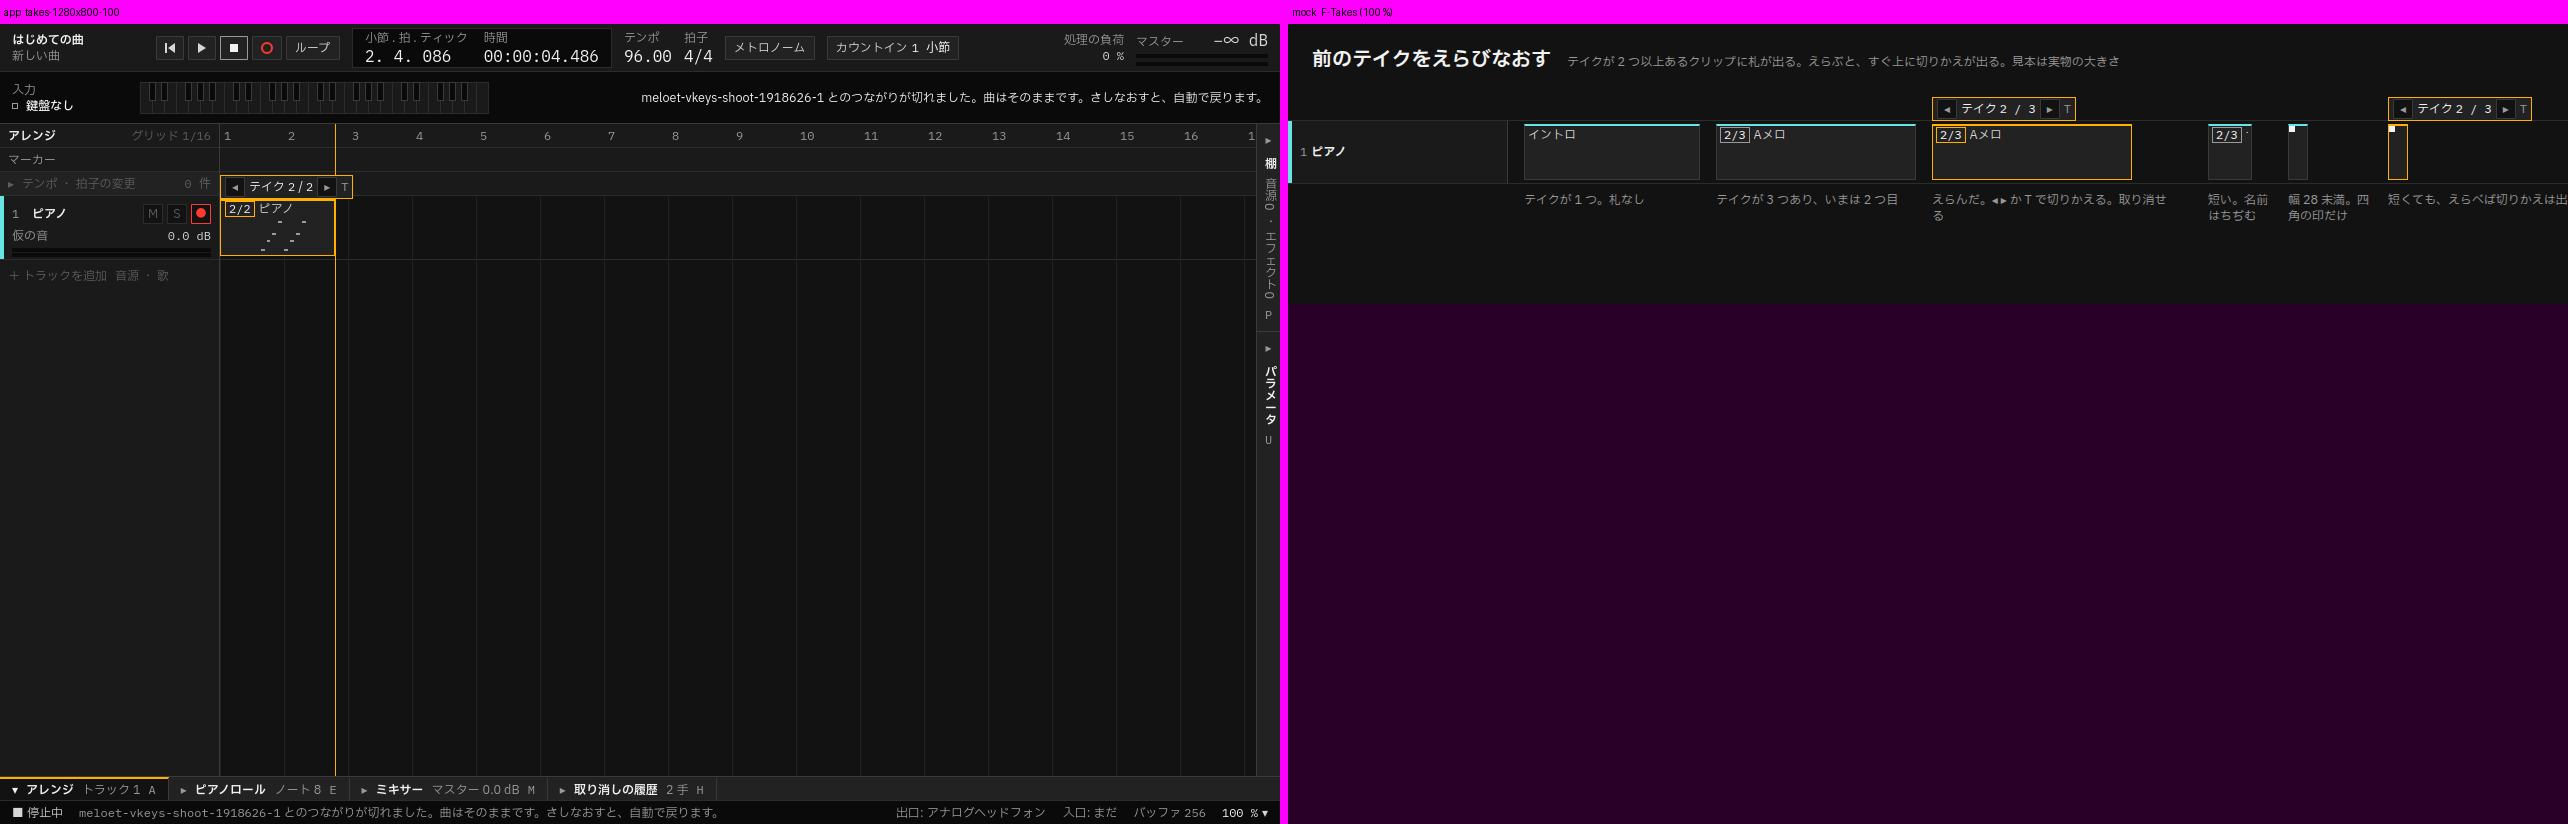 app takes-1280x800-100
はじめての曲
新しい曲
ループ
小節 . 拍 . ティック
2. 4. 086
時間
00:00:04.486
テンポ
96.00
拍子
4/4
メトロノーム
カウントイン 1 小節
処理の負荷
0 %
マスター
−∞ dB
入力
鍵盤なし
meloet-vkeys-shoot-1918626-1 とのつながりが切れました。曲はそのままです。さしなおすと、自動で戻ります。
アレンジ グリッド 1/16
1 2 3 4 5 6 7 8 9 10 11 12 13 14 15 16 1
マーカー
▸ テンポ ・ 拍子の変更 0 件
◂ テイク 2 / 2 ▸ T
1 ピアノ M S
仮の音 0.0 dB
2/2 ピアノ
＋トラックを追加 音源 ・ 歌
▸ 棚 音源 0 ・ エフェクト 0 P
▸ パラメータ U
▾ アレンジ トラック 1 A
▸ ピアノロール ノート 8 E
▸ ミキサー マスター 0.0 dB M
▸ 取り消しの履歴 2 手 H
■ 停止中 meloet-vkeys-shoot-1918626-1 とのつながりが切れました。曲はそのままです。さしなおすと、自動で戻ります。
出口: アナログヘッドフォン 入口: まだ バッファ 256 100 % ▾
mock F-Takes (100 %)
前のテイクをえらびなおす テイクが 2 つ以上あるクリップに札が出る。えらぶと、すぐ上に切りかえが出る。見本は実物の大きさ
◂ テイク 2 / 3 ▸ T
◂ テイク 2 / 3 ▸ T
1 ピアノ
イントロ
2/3 Aメロ
2/3 Aメロ
2/3
テイクが 1 つ。札なし
テイクが 3 つあり、いまは 2 つ目
えらんだ。◂ ▸ か T で切りかえる。取り消せ
る
短い。名前
はちぢむ
幅 28 未満。四
角の印だけ
短くても、えらべば切りかえは出